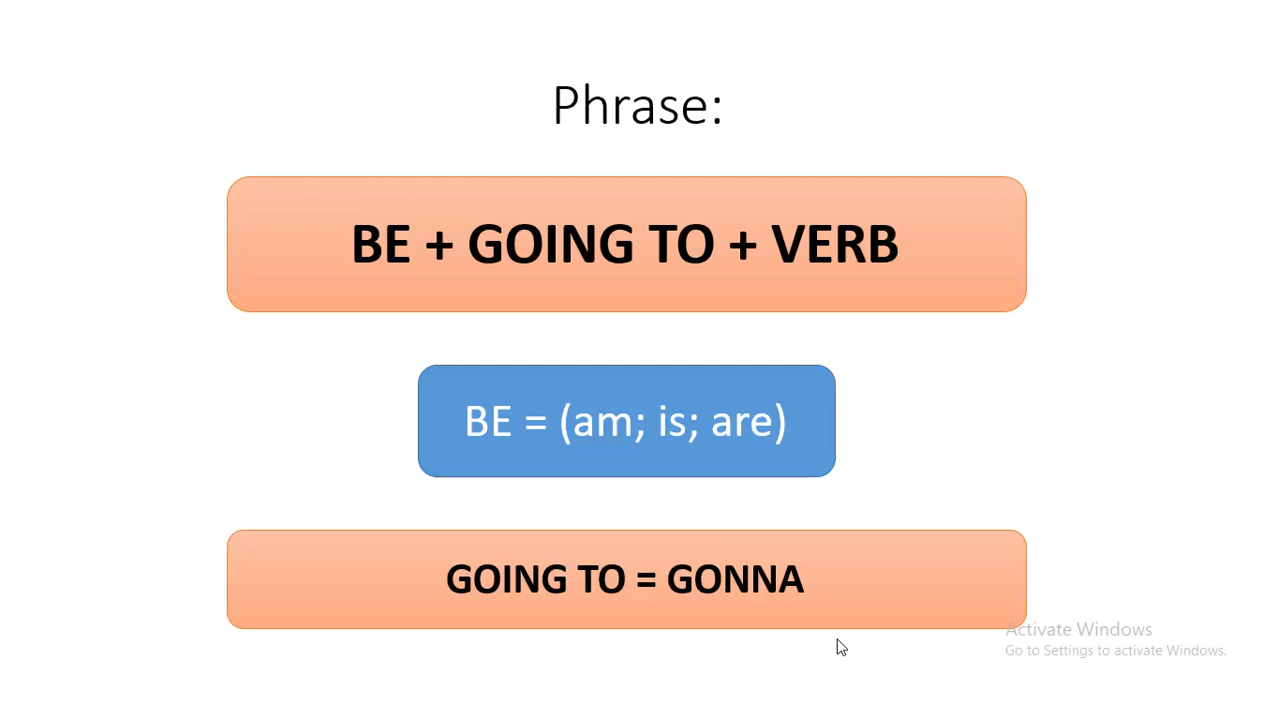 Phrase:
BE + GOING TO + VERB
BE = (am; is; are)
GOING TO = GONNA
Activate Windows
Go to Settings to activate Windows.